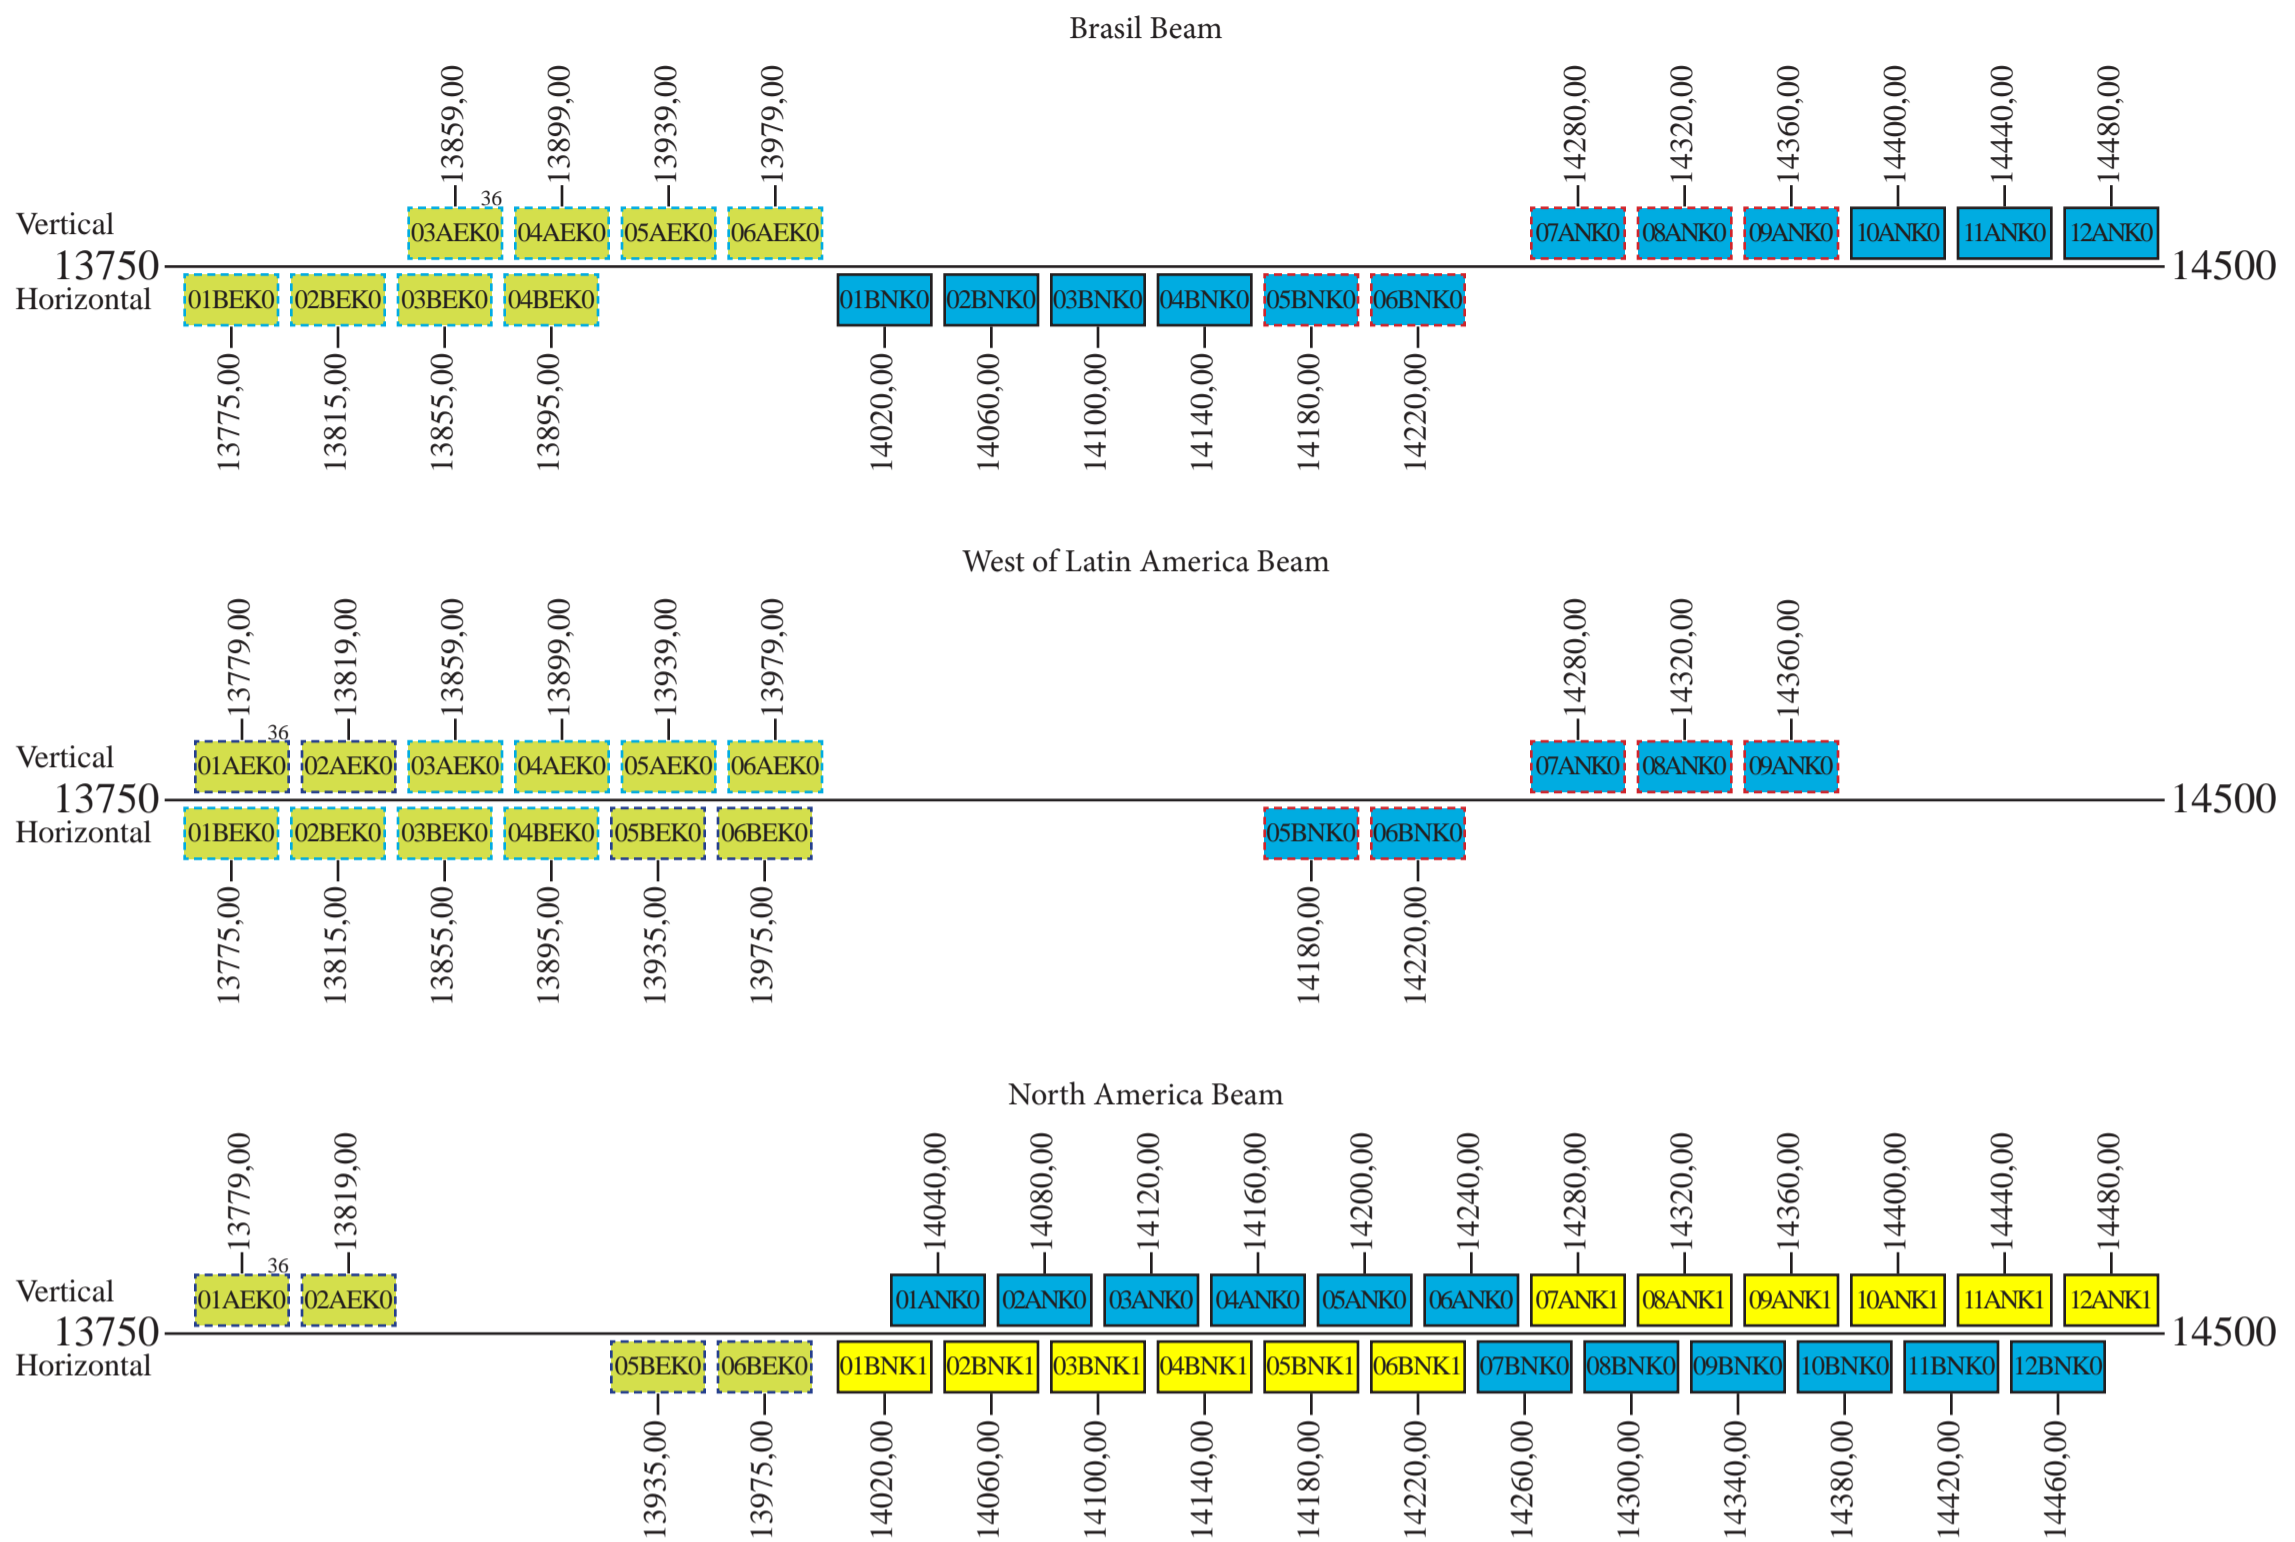 Brasil Beam
13859,00 13899,00 13939,00 13979,00 14280,00 14320,00 14360,00 14400,00 14440,00 14480,00
36
Vertical 03AEK0 04AEK0 05AEK0 06AEK0 07ANK0 08ANK0 09ANK0 10ANK0 11ANK0 12ANK0
13750 14500
Horizontal 01BEK0 02BEK0 03BEK0 04BEK0 01BNK0 02BNK0 03BNK0 04BNK0 05BNK0 06BNK0
13775,00 13815,00 13855,00 13895,00 14020,00 14060,00 14100,00 14140,00 14180,00 14220,00
West of Latin America Beam
13779,00 13819,00 13859,00 13899,00 13939,00 13979,00 14280,00 14320,00 14360,00
36
Vertical 01AEK0 02AEK0 03AEK0 04AEK0 05AEK0 06AEK0 07ANK0 08ANK0 09ANK0
13750 14500
Horizontal 01BEK0 02BEK0 03BEK0 04BEK0 05BEK0 06BEK0 05BNK0 06BNK0
13775,00 13815,00 13855,00 13895,00 13935,00 13975,00 14180,00 14220,00
North America Beam
13779,00 13819,00 14040,00 14080,00 14120,00 14160,00 14200,00 14240,00 14280,00 14320,00 14360,00 14400,00 14440,00 14480,00
36
Vertical 01AEK0 02AEK0 01ANK0 02ANK0 03ANK0 04ANK0 05ANK0 06ANK0 07ANK1 08ANK1 09ANK1 10ANK1 11ANK1 12ANK1
13750 14500
Horizontal 05BEK0 06BEK0 01BNK1 02BNK1 03BNK1 04BNK1 05BNK1 06BNK1 07BNK0 08BNK0 09BNK0 10BNK0 11BNK0 12BNK0
13935,00 13975,00 14020,00 14060,00 14100,00 14140,00 14180,00 14220,00 14260,00 14300,00 14340,00 14380,00 14420,00 14460,00